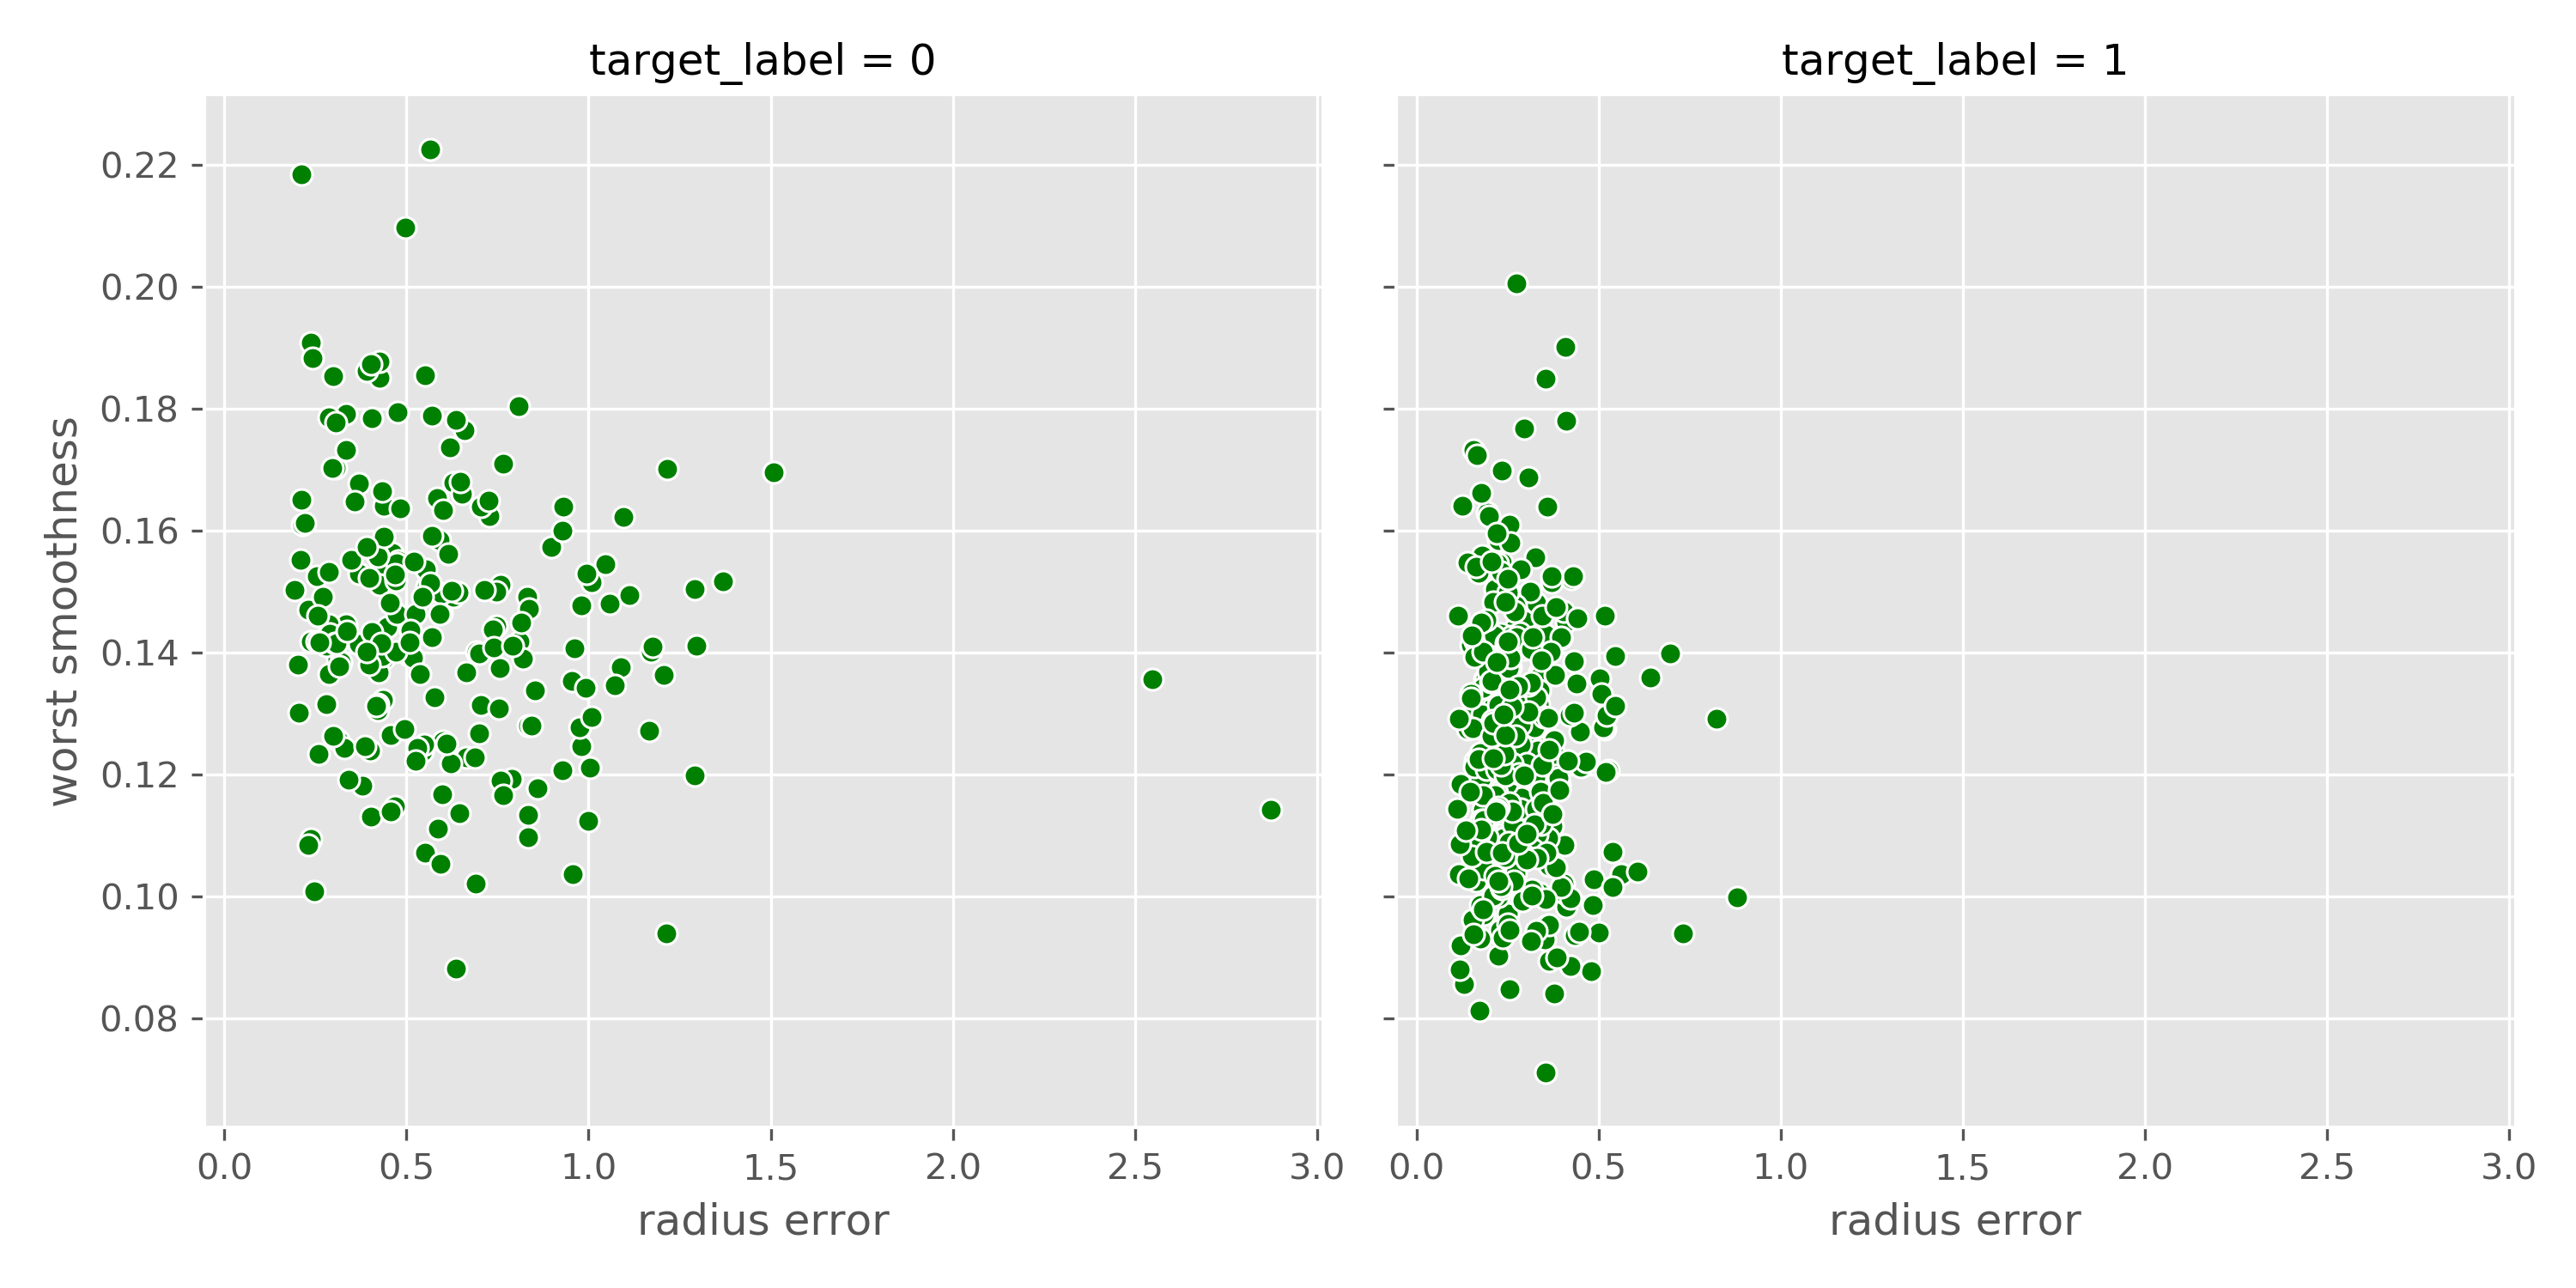 target_label = 0
target_label = 1
worst smoothness
0.22
0.20
0.18
0.16
0.14
0.12
0.10
0.08
0.0 0.5 1.0 1.5 2.0 2.5 3.0
0.0 0.5 1.0 1.5 2.0 2.5 3.0
radius error
radius error